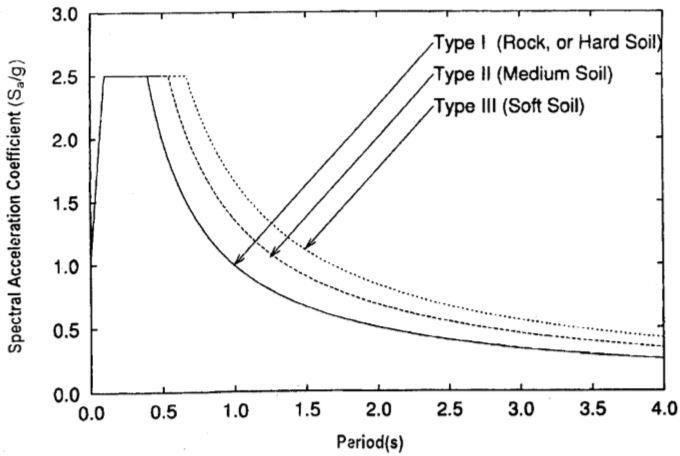 3.0
2.5
2.0
1.5
1.0
0.5
0.0
Spectral Acceleration Coefficient (Sa/g)
Type I (Rock, or Hard Soil)
Type II (Medium Soil)
Type III (Soft Soil)
0.0 0.5 1.0 1.5 2.0 2.5 3.0 3.5 4.0
Period(s)